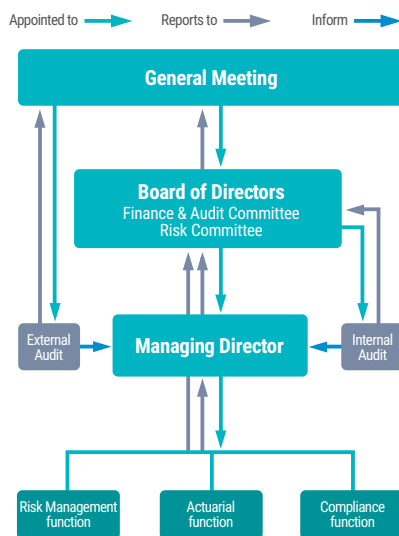 Appointed to
Reports to
Inform
General Meeting
Board of Directors
Finance & Audit Committee
Risk Committee
External
Audit
Managing Director
Internal
Audit
Risk Management
function
Actuarial
function
Compliance
function